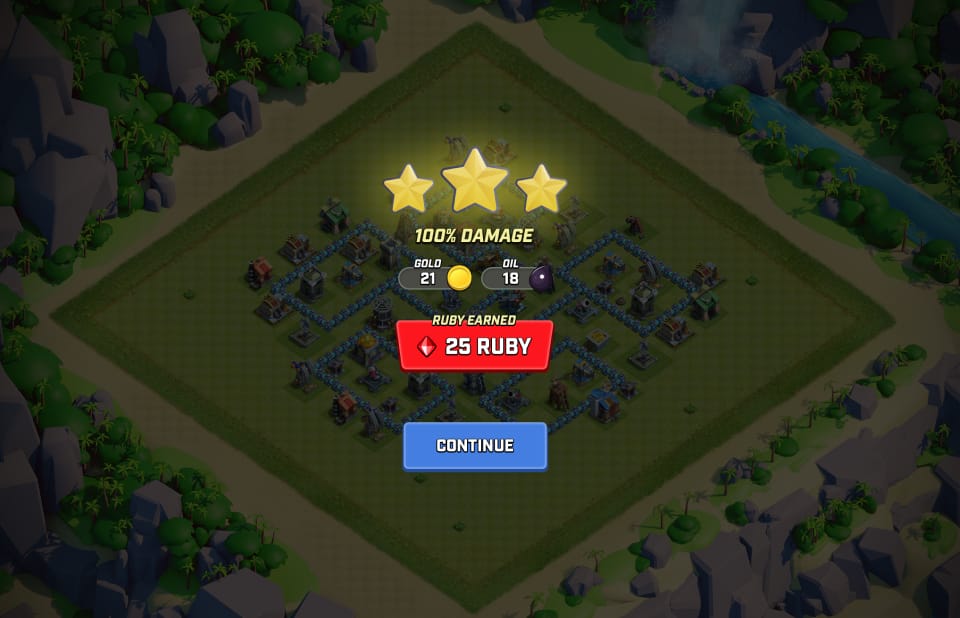 100% DAMAGE
GOLD
21
OIL
18
RUBY EARNED
25 RUBY
CONTINUE